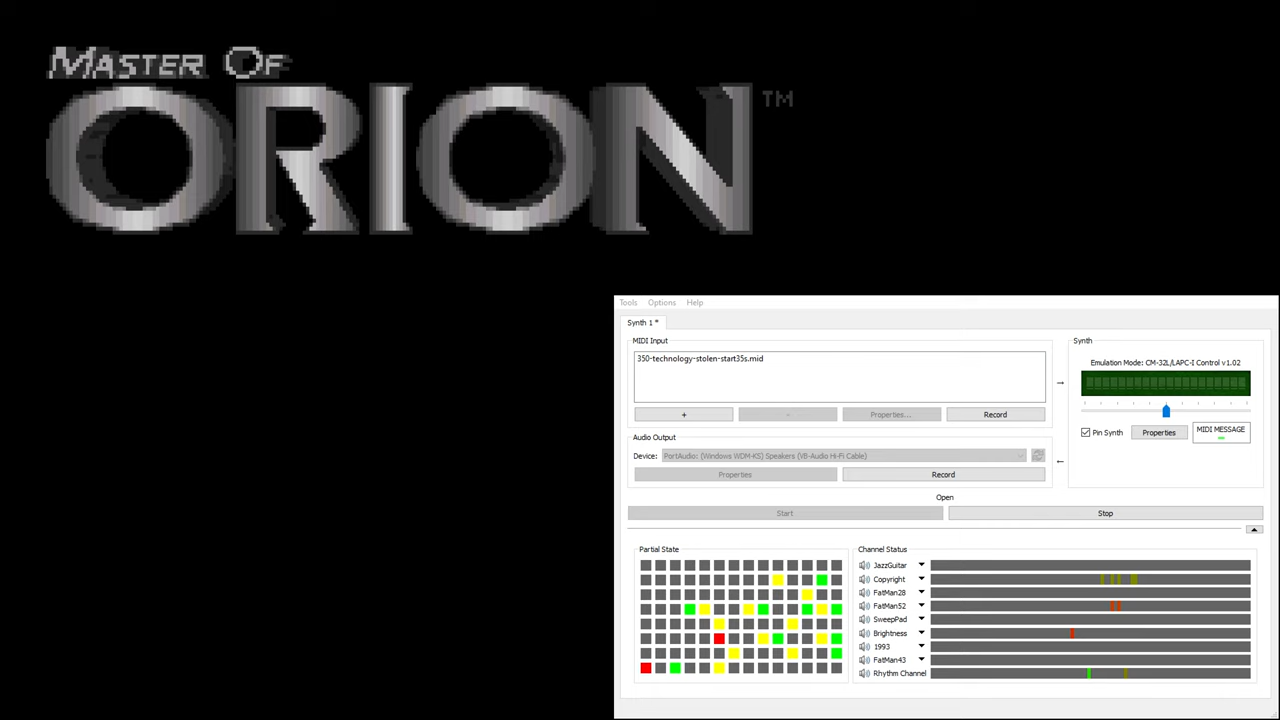 MASTER OF
ORION™
Tools Options Help
Synth 1 *
MIDI Input
350-technology-stolen-start35s.mid
+ - Properties... Record
Audio Output
Device: PortAudio: (Windows WDM-KS) Speakers (VB-Audio Hi-Fi Cable)
Properties Record
Synth
Emulation Mode: CM-32L/LAPC-I Control v1.02
Pin Synth Properties MIDI MESSAGE
Open
Start Stop
Partial State
Channel Status
JazzGuitar
Copyright
FatMan28
FatMan52
SweepPad
Brightness
1993
FatMan43
Rhythm Channel